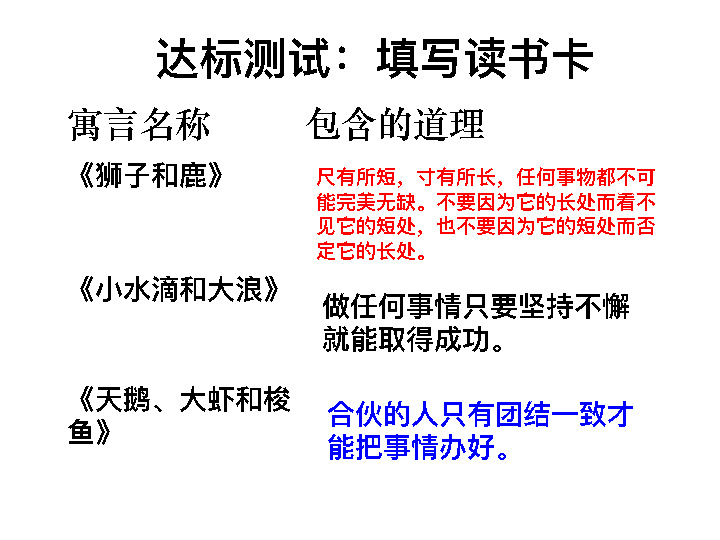 达标测试：填写读书卡
寓言名称 包含的道理
《狮子和鹿》
尺有所短，寸有所长，任何事物都不可
能完美无缺。不要因为它的长处而看不
见它的短处，也不要因为它的短处而否
定它的长处。
《小水滴和大浪》
做任何事情只要坚持不懈
就能取得成功。
《天鹅、大虾和梭
鱼》
合伙的人只有团结一致才
能把事情办好。